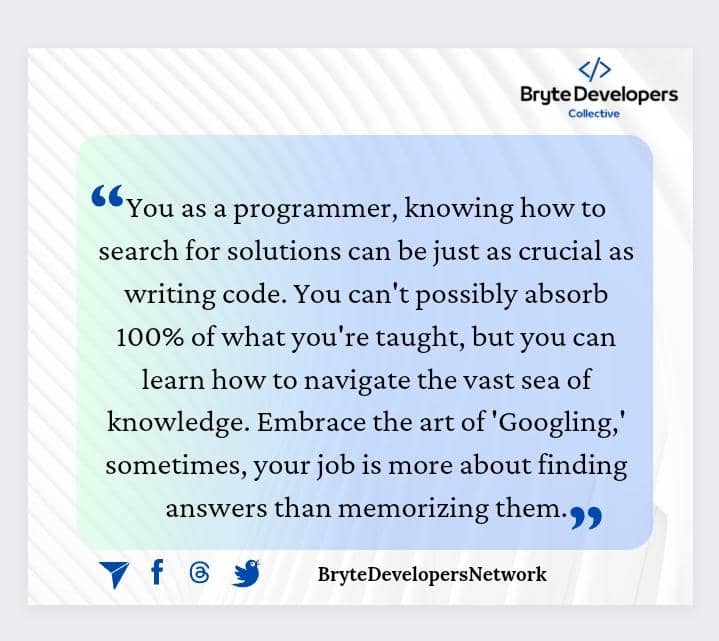 </>
Bryte Developers
Collective
“You as a programmer, knowing how to
search for solutions can be just as crucial as
writing code. You can't possibly absorb
100% of what you're taught, but you can
learn how to navigate the vast sea of
knowledge. Embrace the art of 'Googling,'
sometimes, your job is more about finding
answers than memorizing them.”
BryteDevelopersNetwork